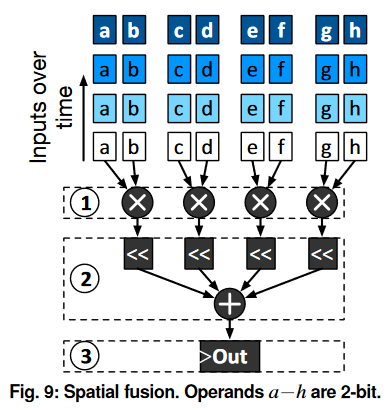 a b c d e f g h
a b c d e f g h
a b c d e f g h
a b c d e f g h
Inputs over
time
1 × × × ×
<< << << <<
2
+
3 >Out
Fig. 9: Spatial fusion. Operands a−h are 2-bit.